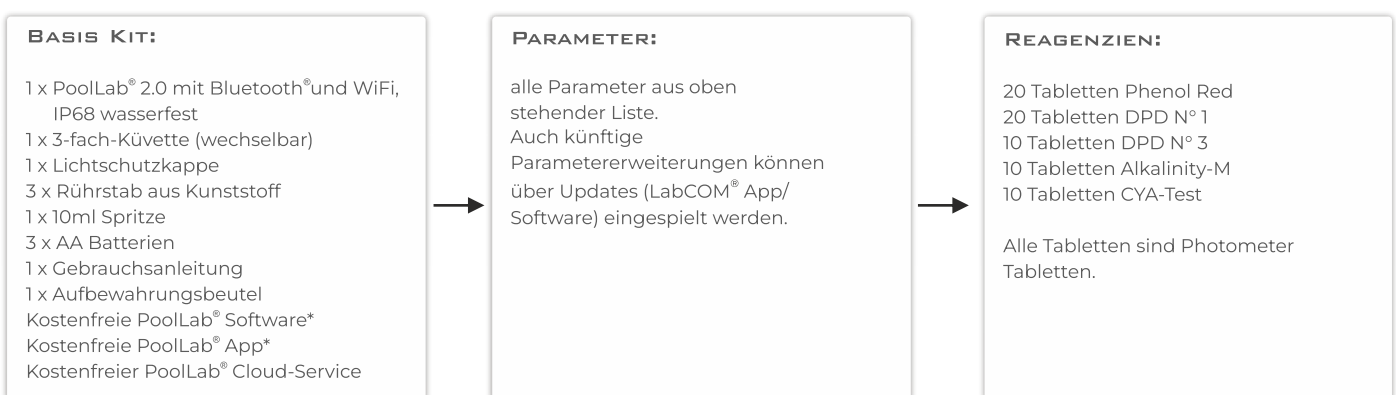 BASIS KIT:
1 x PoolLab® 2.0 mit Bluetooth®und WiFi,
IP68 wasserfest
1 x 3-fach-Küvette (wechselbar)
1 x Lichtschutzkappe
3 x Rührstab aus Kunststoff
1 x 10ml Spritze
3 x AA Batterien
1 x Gebrauchsanleitung
1 x Aufbewahrungsbeutel
Kostenfreie PoolLab® Software*
Kostenfreie PoolLab® App*
Kostenfreier PoolLab® Cloud-Service
PARAMETER:
alle Parameter aus oben
stehender Liste.
Auch künftige
Parametererweiterungen können
über Updates (LabCOM® App/
Software) eingespielt werden.
REAGENZIEN:
20 Tabletten Phenol Red
20 Tabletten DPD N° 1
10 Tabletten DPD N° 3
10 Tabletten Alkalinity-M
10 Tabletten CYA-Test
Alle Tabletten sind Photometer
Tabletten.